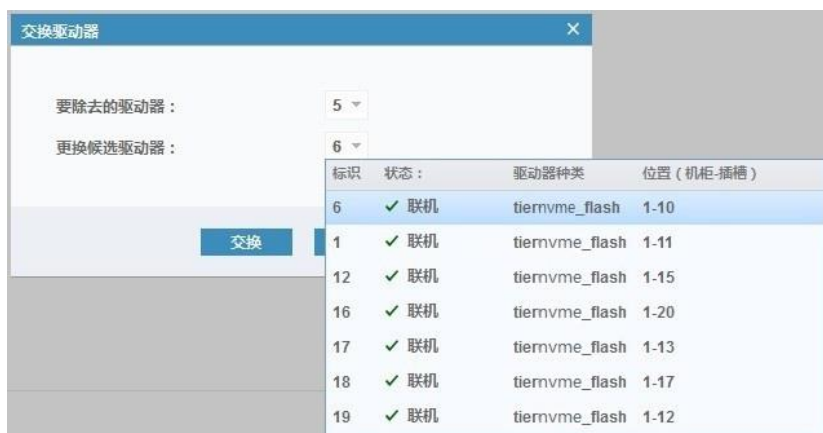 交换驱动器 ×
要除去的驱动器： 5
更换候选驱动器： 6
标识 状态： 驱动器种类 位置（机柜-插槽）
6 ✓ 联机 tiernvme_flash 1-10
1 ✓ 联机 tiernvme_flash 1-11
交换
12 ✓ 联机 tiernvme_flash 1-15
16 ✓ 联机 tiernvme_flash 1-20
17 ✓ 联机 tiernvme_flash 1-13
18 ✓ 联机 tiernvme_flash 1-17
19 ✓ 联机 tiernvme_flash 1-12